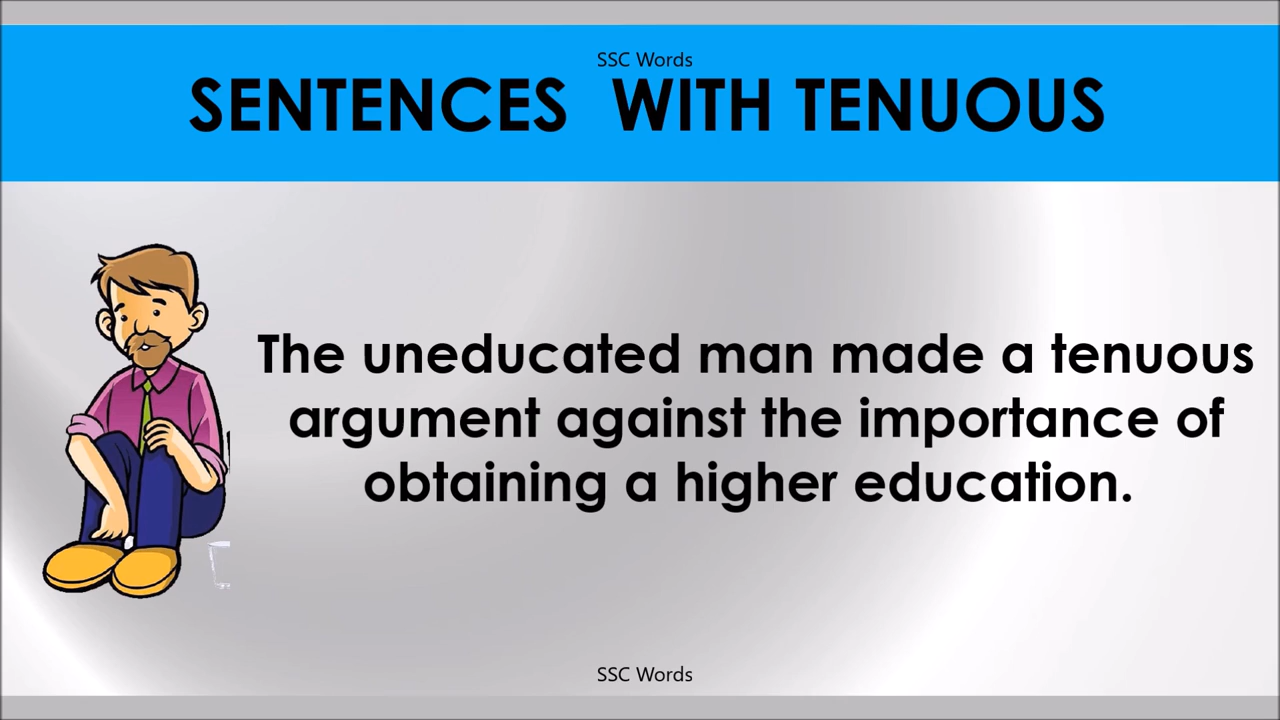 SSC Words
SENTENCES WITH TENUOUS
The uneducated man made a tenuous
argument against the importance of
obtaining a higher education.
SSC Words